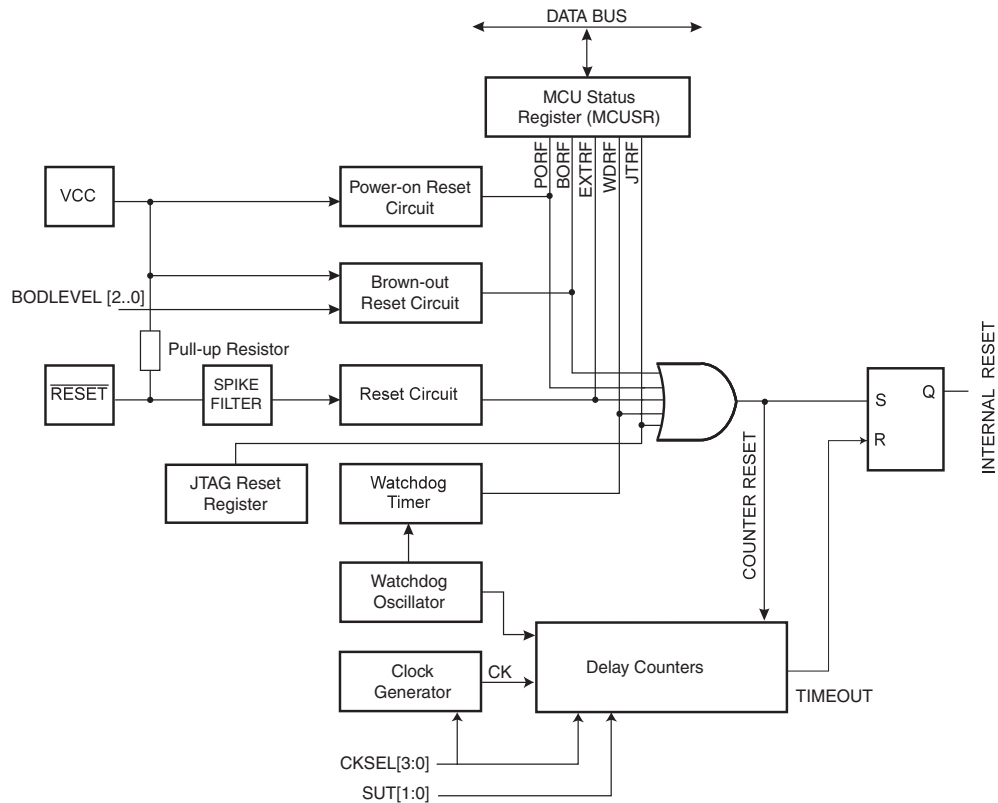 DATA BUS
MCU Status
Register (MCUSR)
PORF
BORF
EXTRF
WDRF
JTRF
VCC
Power-on Reset
Circuit
Brown-out
Reset Circuit
BODLEVEL [2..0]
Pull-up Resistor
RESET
SPIKE
FILTER
Reset Circuit
JTAG Reset
Register
Watchdog
Timer
Watchdog
Oscillator
Clock
Generator
CK
CKSEL[3:0]
SUT[1:0]
Delay Counters
COUNTER RESET
TIMEOUT
S
R
Q
INTERNAL RESET